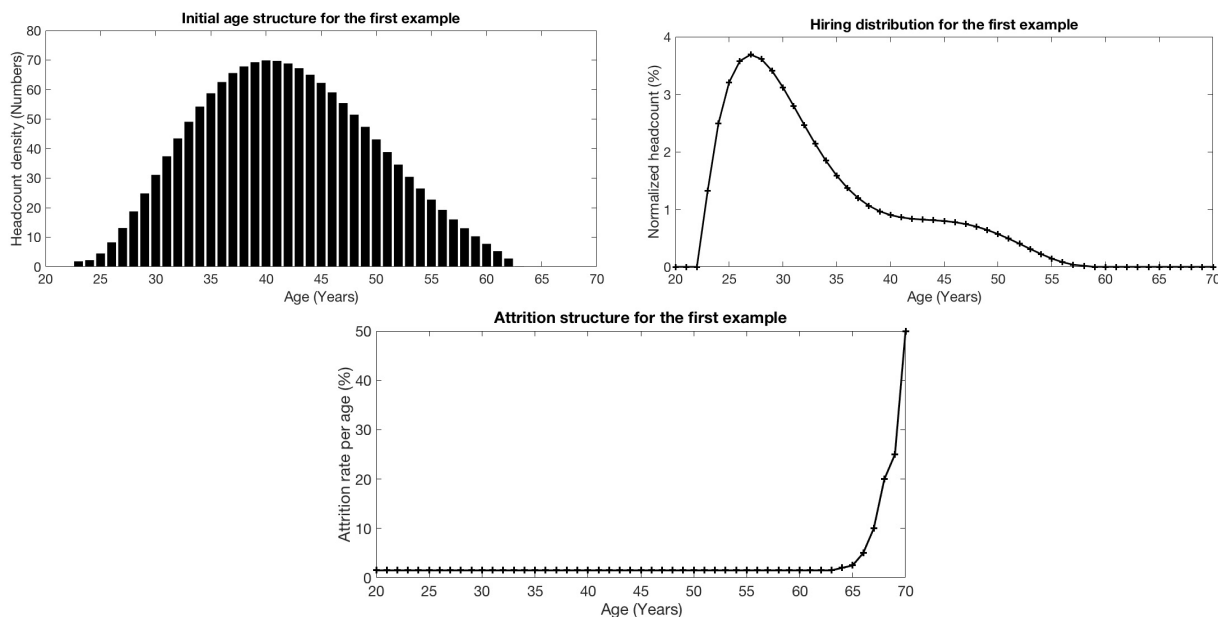 Initial age structure for the first example
Headcount density (Numbers)
80
70
60
50
40
30
20
10
0
20 25 30 35 40 45 50 55 60 65 70
Age (Years)
Hiring distribution for the first example
Normalized headcount (%)
4
3
2
1
0
20 25 30 35 40 45 50 55 60 65 70
Age (Years)
Attrition structure for the first example
Attrition rate per age (%)
50
40
30
20
10
0
20 25 30 35 40 45 50 55 60 65 70
Age (Years)